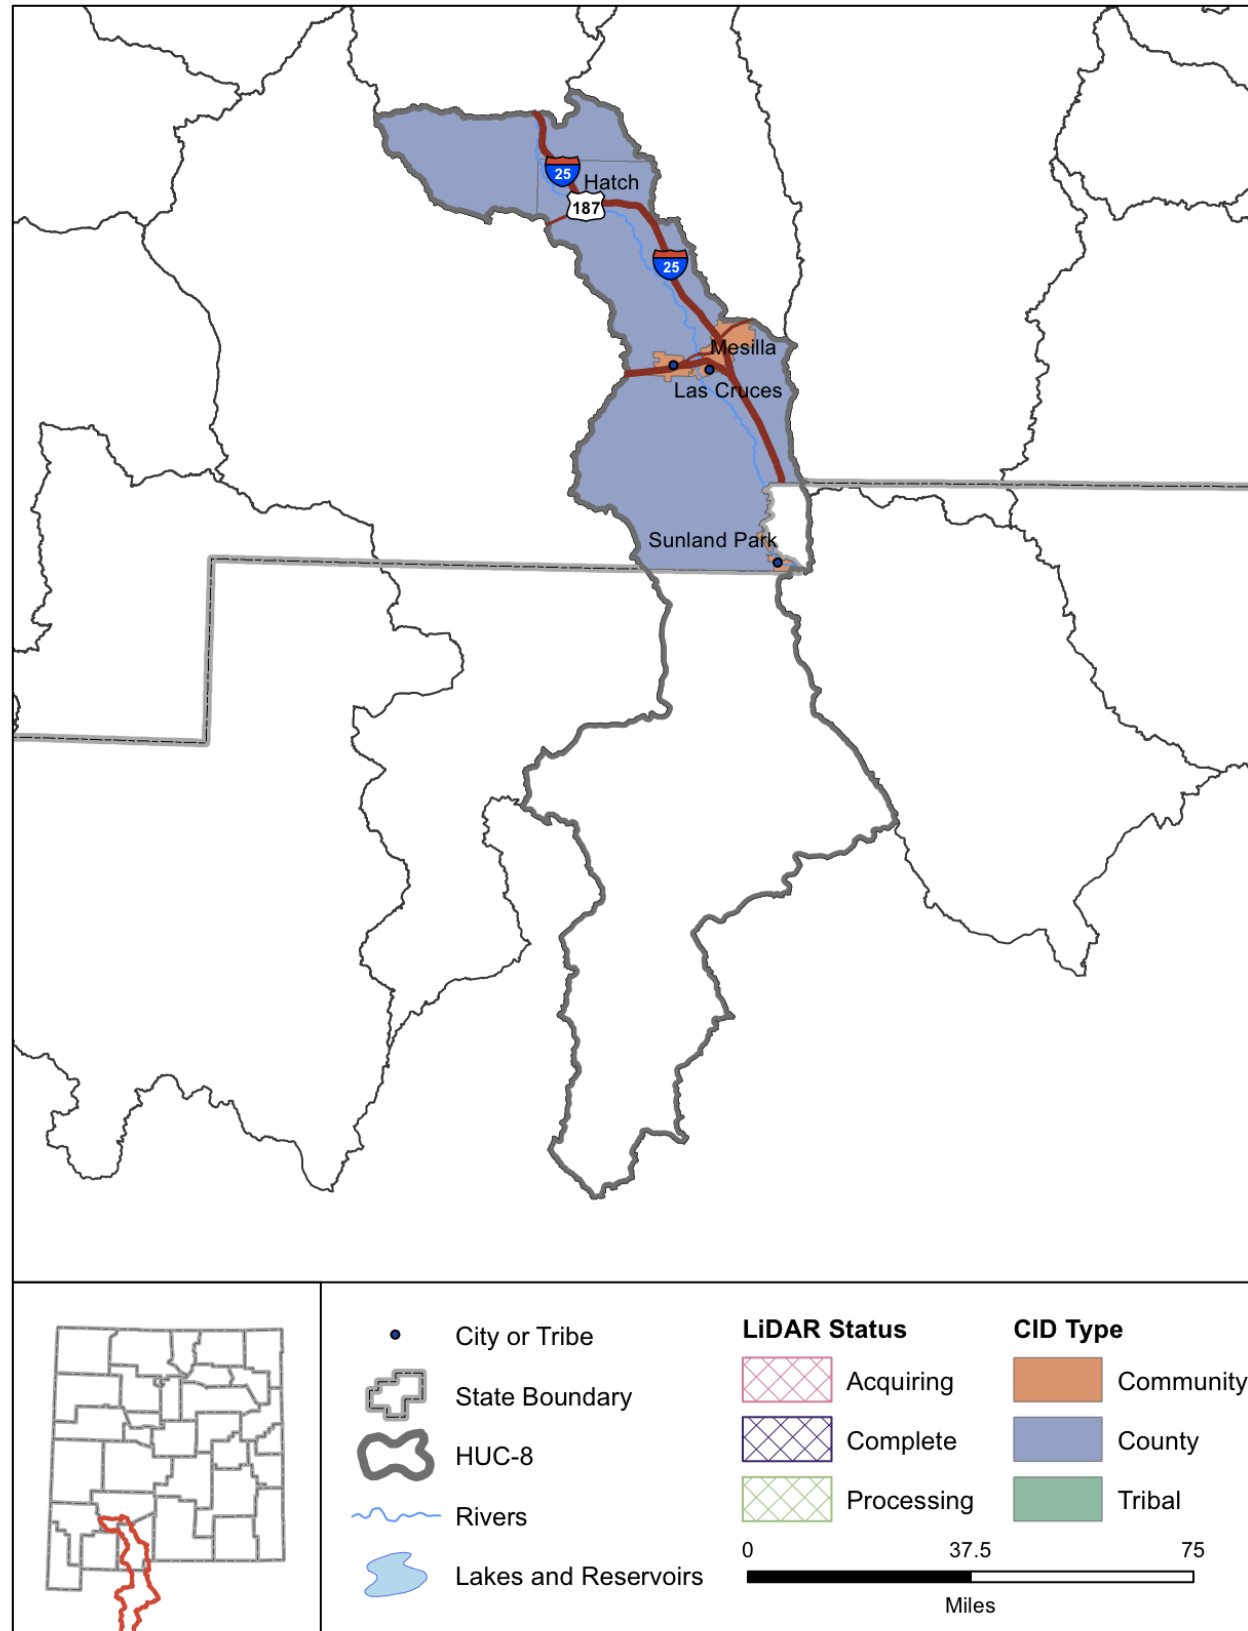 25
Hatch
187
25
Mesilla
Las Cruces
Sunland Park
City or Tribe
State Boundary
HUC-8
Rivers
Lakes and Reservoirs
LiDAR Status
Acquiring
Complete
Processing
CID Type
Community
County
Tribal
0 37.5 75
Miles